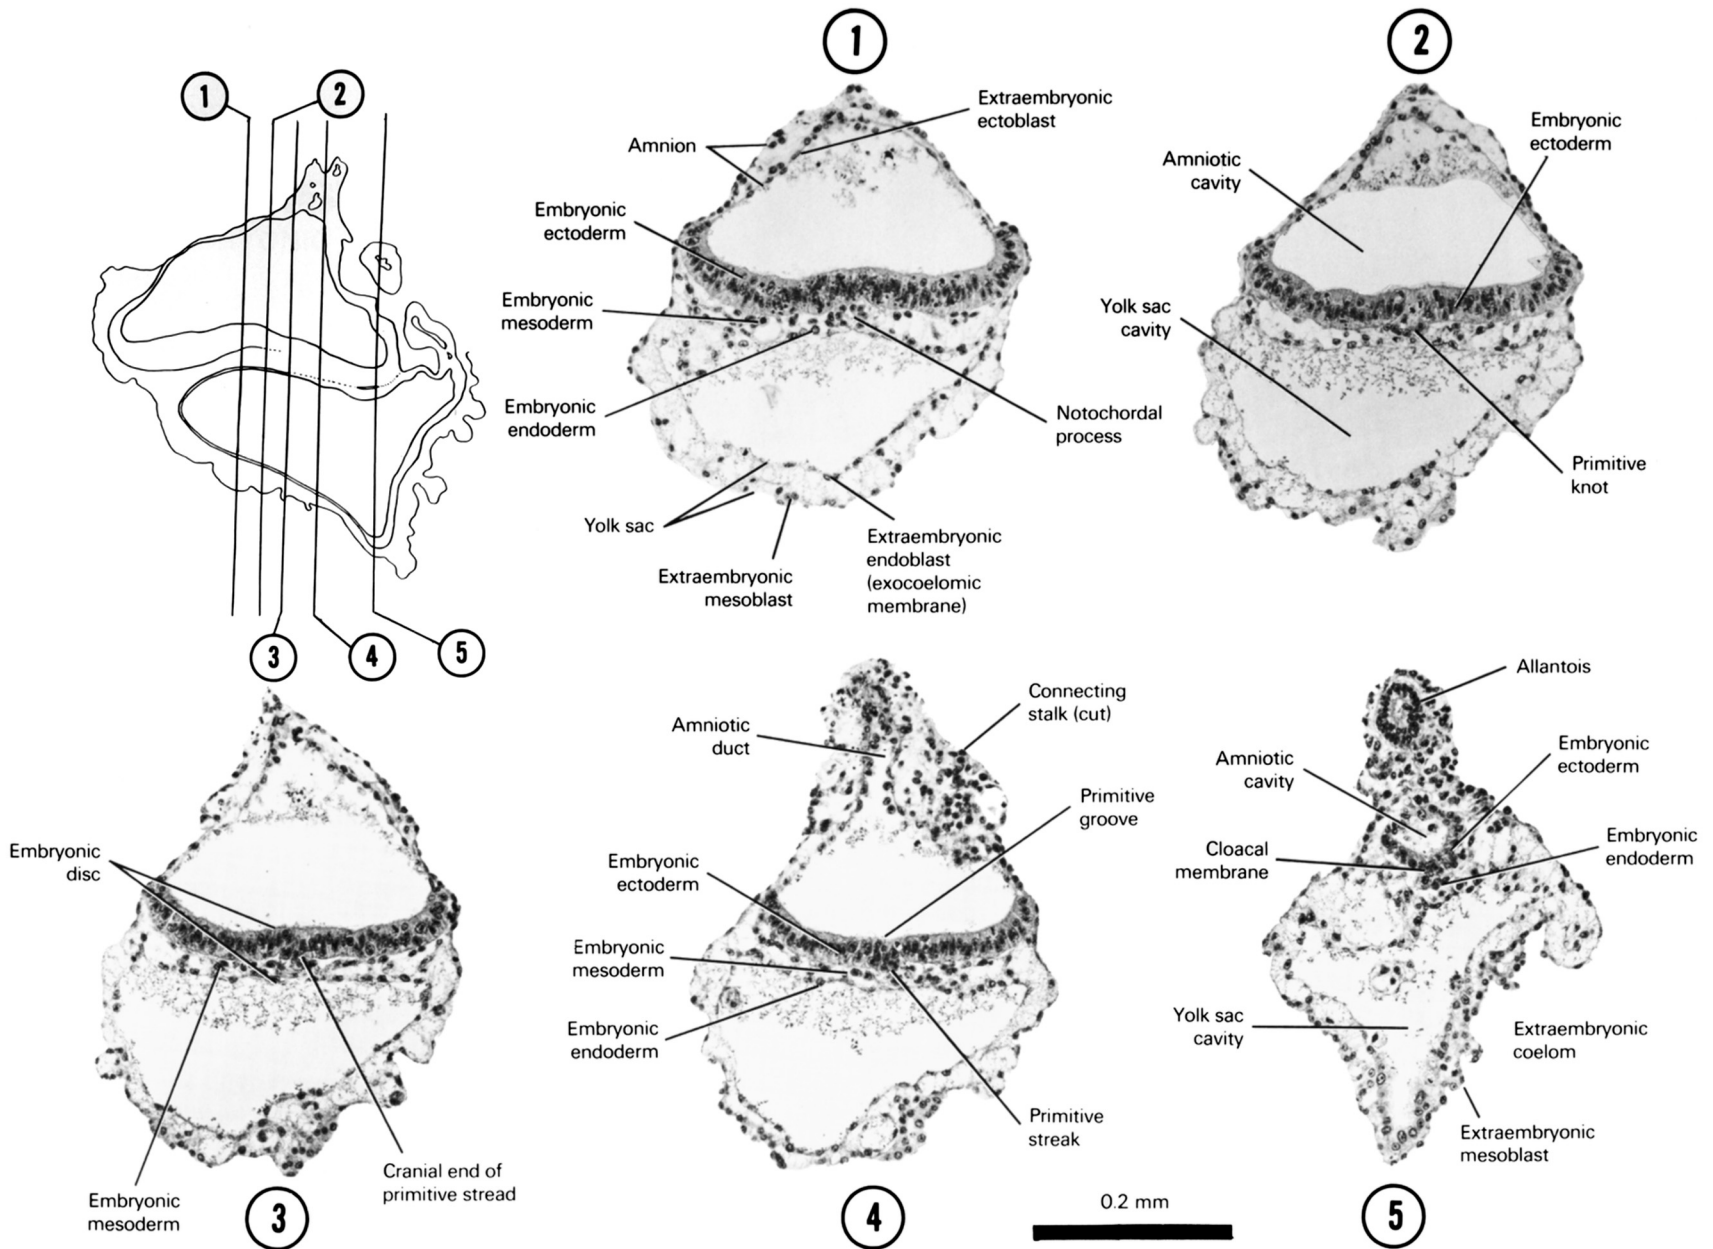 1
2
1
2
3
4
5
Extraembryonic
ectoblast
Amnion
Embryonic
ectoderm
Embryonic
mesoderm
Embryonic
endoderm
Notochordal
process
Yolk sac
Extraembryonic
mesoblast
Extraembryonic
endoblast
(exocoelomic
membrane)
Embryonic
ectoderm
Amniotic
cavity
Yolk sac
cavity
Primitive
knot
Embryonic
disc
Embryonic
mesoderm
Cranial end of
primitive stread
3
Connecting
stalk (cut)
Amniotic
duct
Primitive
groove
Embryonic
ectoderm
Embryonic
mesoderm
Embryonic
endoderm
Primitive
streak
4
0.2 mm
Allantois
Embryonic
ectoderm
Amniotic
cavity
Embryonic
endoderm
Cloacal
membrane
Yolk sac
cavity
Extraembryonic
coelom
Extraembryonic
mesoblast
5